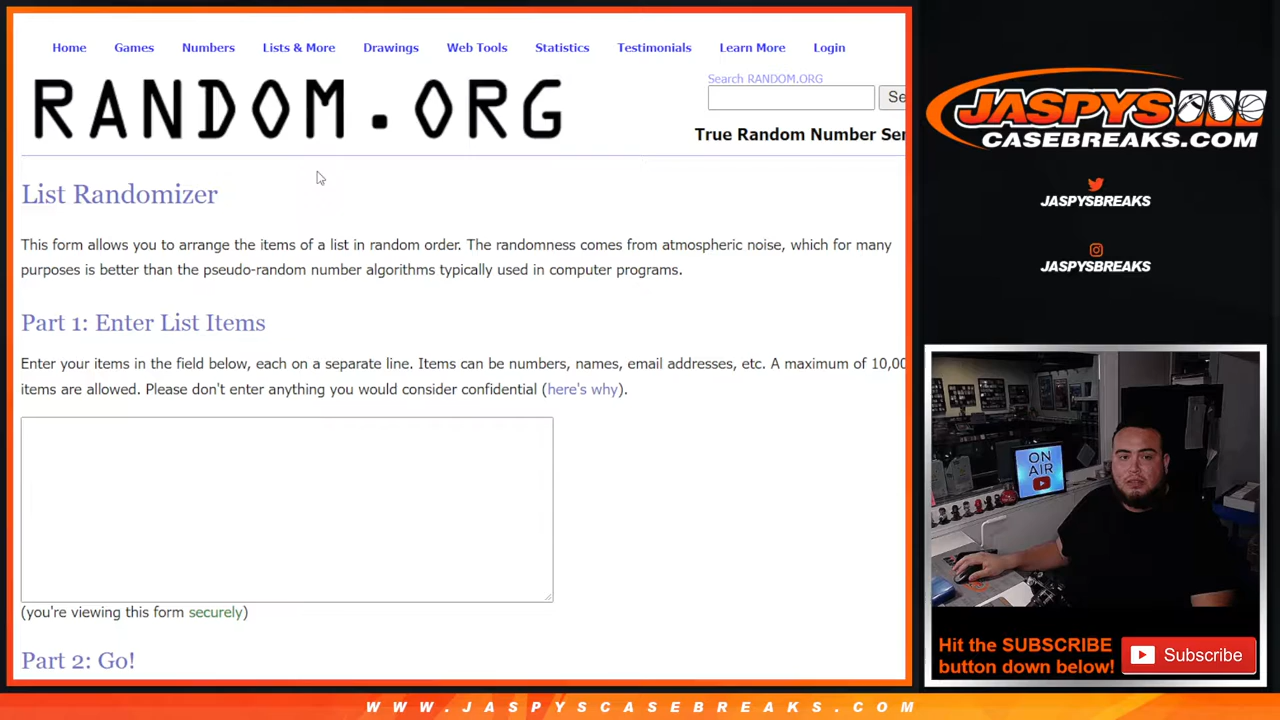 Home Games Numbers Lists & More Drawings Web Tools Statistics Testimonials Learn More Login
RANDOM.ORG
Search RANDOM.ORG
Se
True Random Number Ser
List Randomizer
This form allows you to arrange the items of a list in random order. The randomness comes from atmospheric noise, which for many
purposes is better than the pseudo-random number algorithms typically used in computer programs.
Part 1: Enter List Items
Enter your items in the field below, each on a separate line. Items can be numbers, names, email addresses, etc. A maximum of 10,00
items are allowed. Please don't enter anything you would consider confidential (here's why).
(you're viewing this form securely)
Part 2: Go!
JASPYS
CASEBREAKS.COM
JASPYSBREAKS
JASPYSBREAKS
ON
AIR
Hit the SUBSCRIBE
button down below!
Subscribe
WWW.JASPYSCASEBREAKS.COM